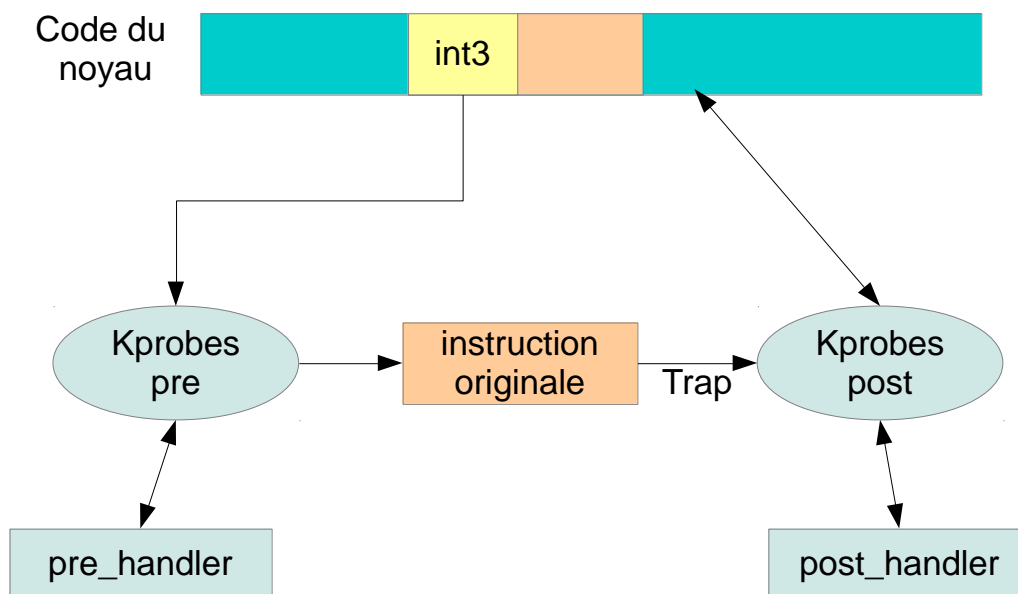 Code du
noyau
int3
Kprobes
pre
instruction
originale
Trap
Kprobes
post
pre_handler
post_handler